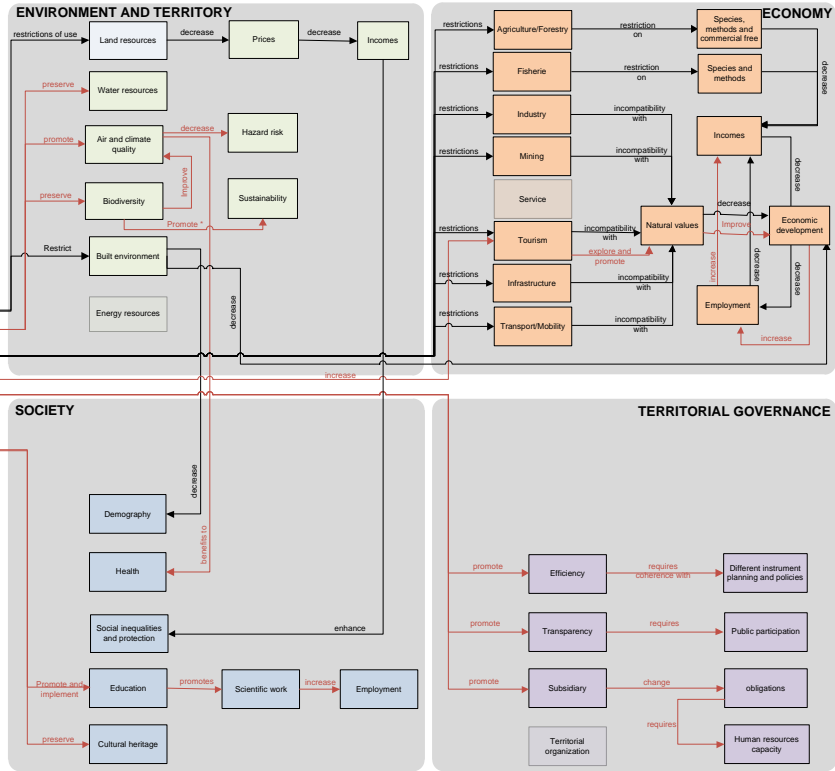 ENVIRONMENT AND TERRITORY
restrictions of use
Land resources
decrease
Prices
decrease
Incomes
preserve
Water resources
promote
Air and climate
quality
decrease
Hazard risk
Improve
preserve
Biodiversity
Sustainability
Promote *
Restrict
Built environment
decrease
Energy resources
ECONOMY
restrictions
Agriculture/Forestry
restriction
on
Species,
methods and
commercial free
restrictions
Fisherie
restriction
on
Species and
methods
decrease
restrictions
Industry
incompatibility
with
Incomes
restrictions
Mining
incompatibility
with
decrease
Service
Natural values
decrease
Improve
Economic
development
restrictions
Tourism
incompatibility
with
explore and
promote
restrictions
Infrastructure
incompatibility
with
increase
decrease
decrease
Employment
restrictions
Transport/Mobility
incompatibility
with
increase
increase
SOCIETY
decrease
Demography
benefits to
Health
Social inequalities
and protection
enhance
Promote and
implement
Education
promotes
Scientific work
increase
Employment
preserve
Cultural heritage
TERRITORIAL GOVERNANCE
promote
Efficiency
requires
coherence with
Different instrument
planning and policies
promote
Transparency
requires
Public participation
promote
Subsidiary
change
obligations
requires
Territorial
organization
Human resources
capacity